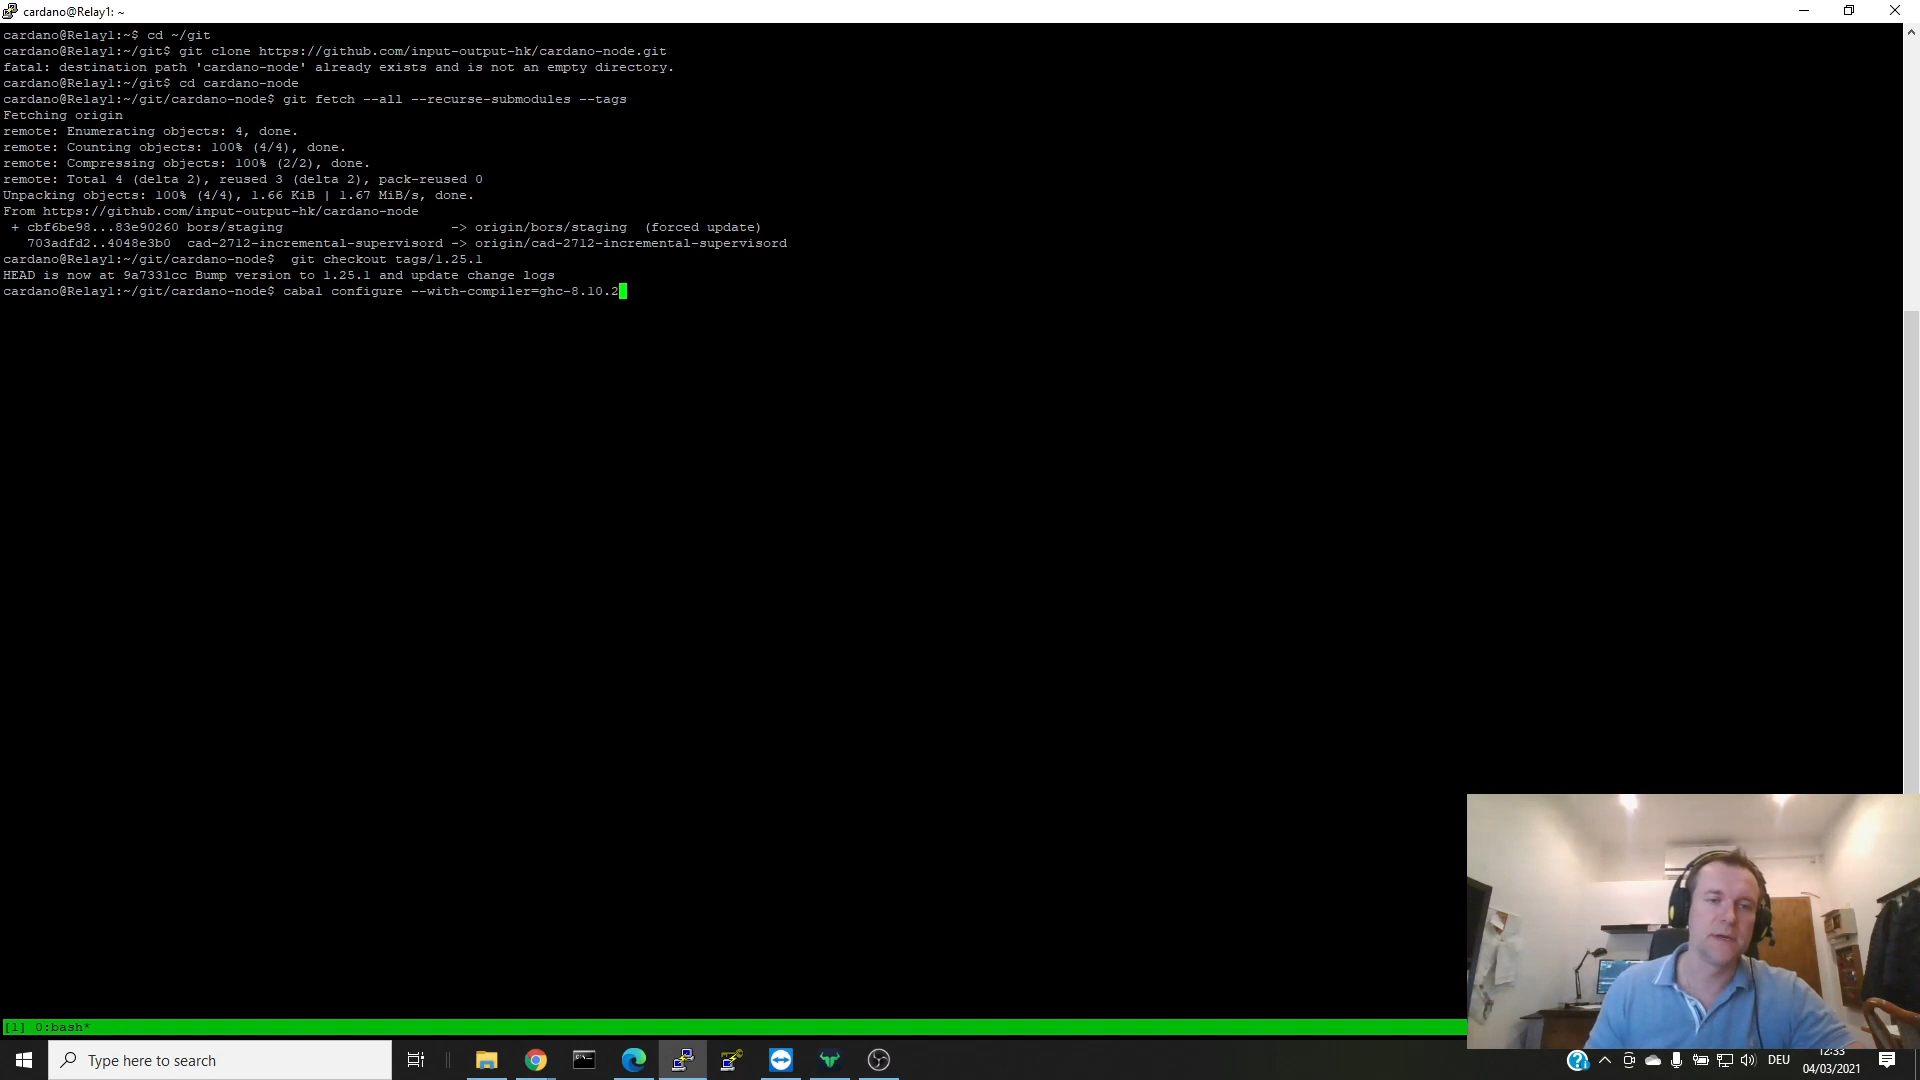 cardano@Relay1: ~
cardano@Relay1:~$ cd ~/git
cardano@Relay1:~/git$ git clone https://github.com/input-output-hk/cardano-node.git
fatal: destination path 'cardano-node' already exists and is not an empty directory.
cardano@Relay1:~/git$ cd cardano-node
cardano@Relay1:~/git/cardano-node$ git fetch --all --recurse-submodules --tags
Fetching origin
remote: Enumerating objects: 4, done.
remote: Counting objects: 100% (4/4), done.
remote: Compressing objects: 100% (2/2), done.
remote: Total 4 (delta 2), reused 3 (delta 2), pack-reused 0
Unpacking objects: 100% (4/4), 1.66 KiB | 1.67 MiB/s, done.
From https://github.com/input-output-hk/cardano-node
+ cbf6be98...83e90260 bors/staging -> origin/bors/staging (forced update)
703adfd2..4048e3b0 cad-2712-incremental-supervisord -> origin/cad-2712-incremental-supervisord
cardano@Relay1:~/git/cardano-node$  git checkout tags/1.25.1
HEAD is now at 9a7331cc Bump version to 1.25.1 and update change logs
cardano@Relay1:~/git/cardano-node$ cabal configure --with-compiler=ghc-8.10.2
[1] 0:bash*
Type here to search
DEU
12:33
04/03/2021